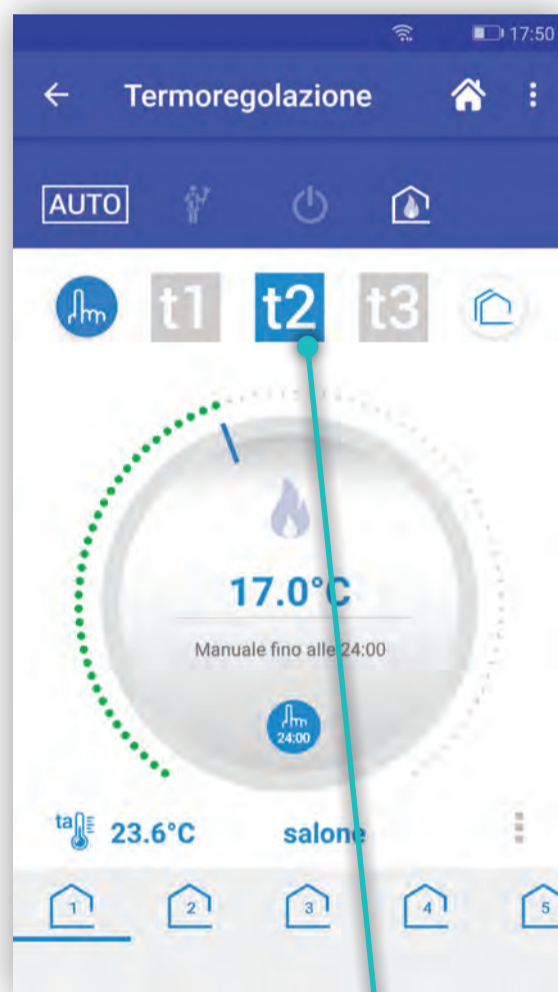 17:50
Termoregolazione
AUTO
t1 t2 t3
17.0°C
Manuale fino alle 24:00
24:00
ta 23.6°C salone
1 2 3 4 5